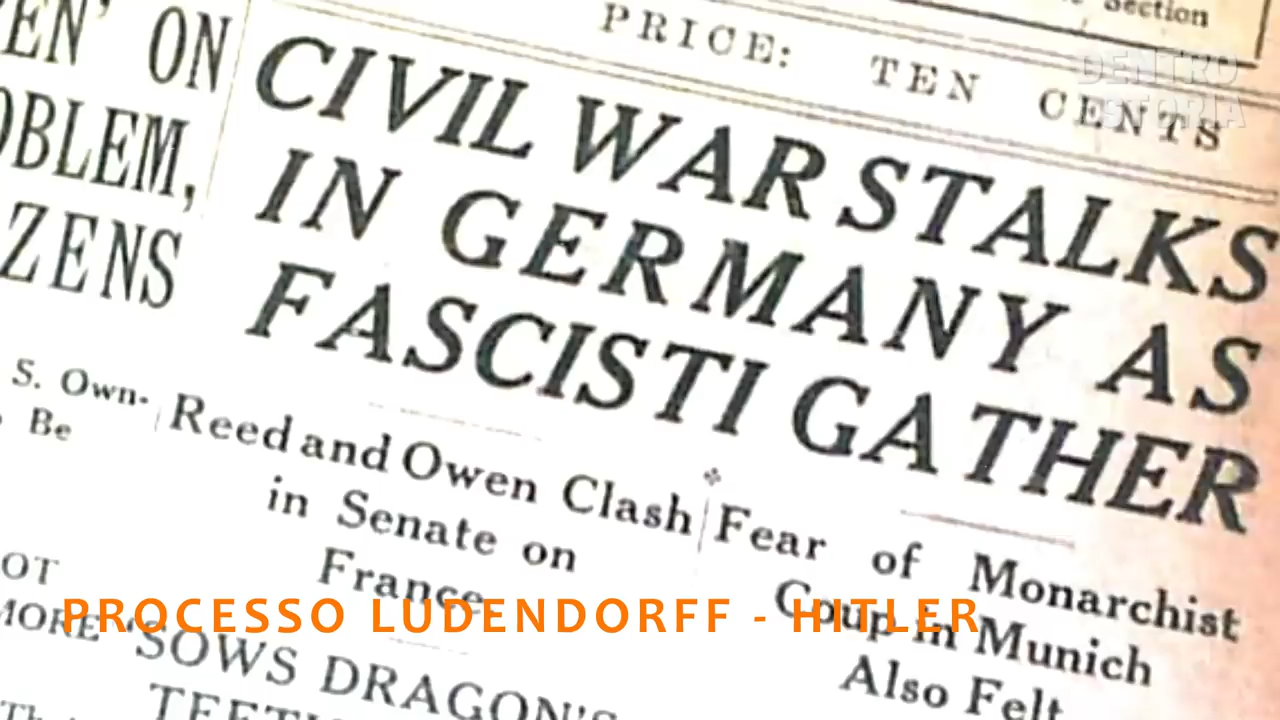 Section
PRICE: TEN CENTS
DENTRO
STORIA
EN' ON
OBLEM,
ZENS
CIVIL WAR STALKS
IN GERMANY AS
FASCISTI GATHER
S. Own-
Be
Reed and Owen Clash
in Senate on
France
Fear of Monarchist
Coup in Munich
Also Felt
OT
MORE
'SOWS DRAGON'S
PROCESSO LUDENDORFF - HITLER